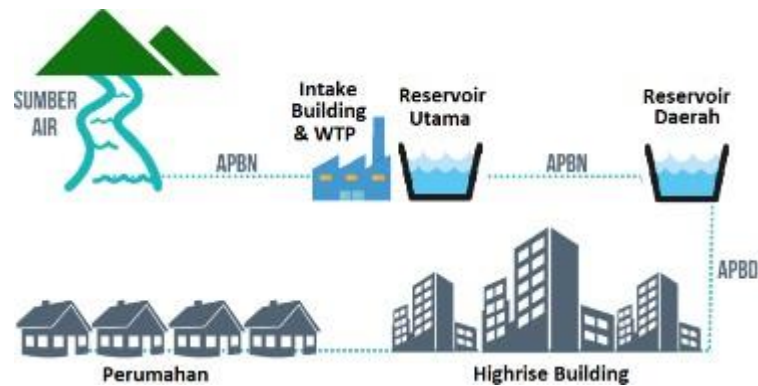 SUMBER
AIR
APBN
Intake
Building
& WTP
Reservoir
Utama
APBN
Reservoir
Daerah
APBD
Perumahan
Highrise Building